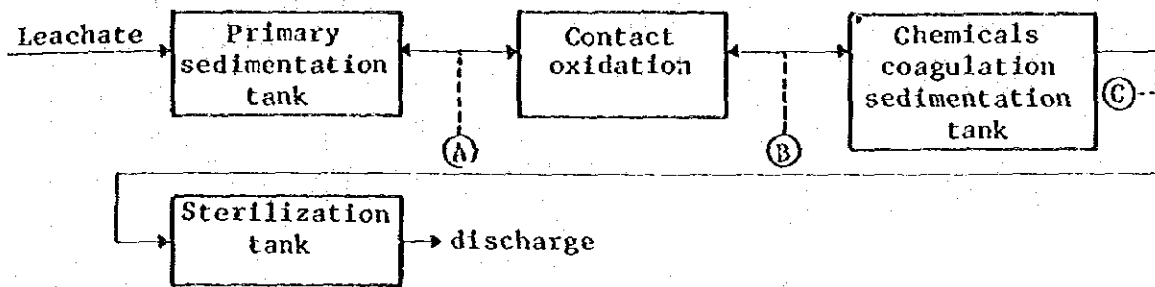 Leachate
Primary
sedimentation
tank
Contact
oxidation
Chemicals
coagulation
sedimentation
tank
A
B
C
Sterilization
tank
discharge